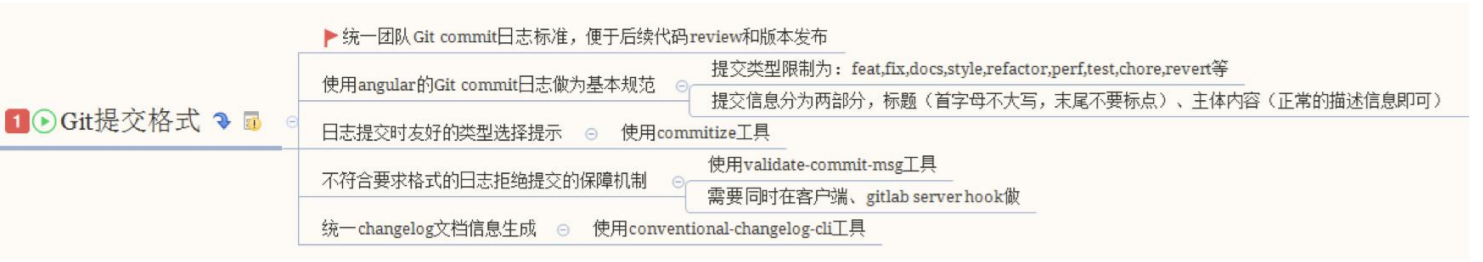 1 Git提交格式
统一团队Git commit日志标准，便于后续代码review和版本发布
使用angular的Git commit日志做为基本规范
提交类型限制为：feat,fix,docs,style,refactor,perf,test,chore,revert等
提交信息分为两部分，标题（首字母不大写，末尾不要标点）、主体内容（正常的描述信息即可）
日志提交时友好的类型选择提示
使用commitize工具
不符合要求格式的日志拒绝提交的保障机制
使用validate-commit-msg工具
需要同时在客户端、gitlab server hook做
统一changelog文档信息生成
使用conventional-changelog-cli工具